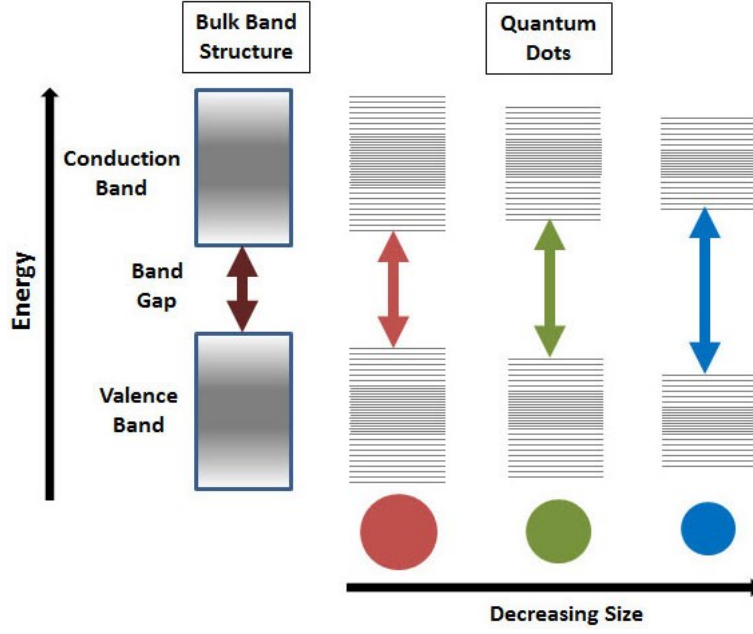 Bulk Band
Structure
Quantum
Dots
Conduction
Band
Band
Gap
Energy
Valence
Band
Decreasing Size